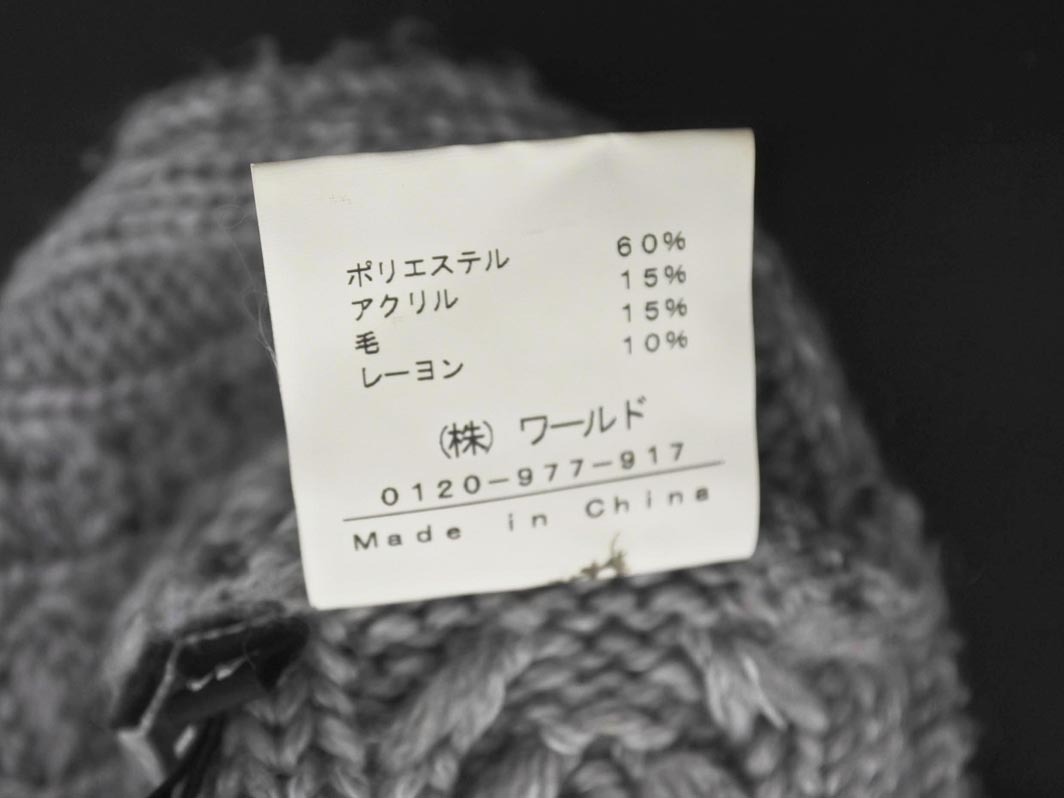 ポリエステル 60%
アクリル 15%
毛 15%
レーヨン 10%
(株) ワールド
0120-977-917
Made in China